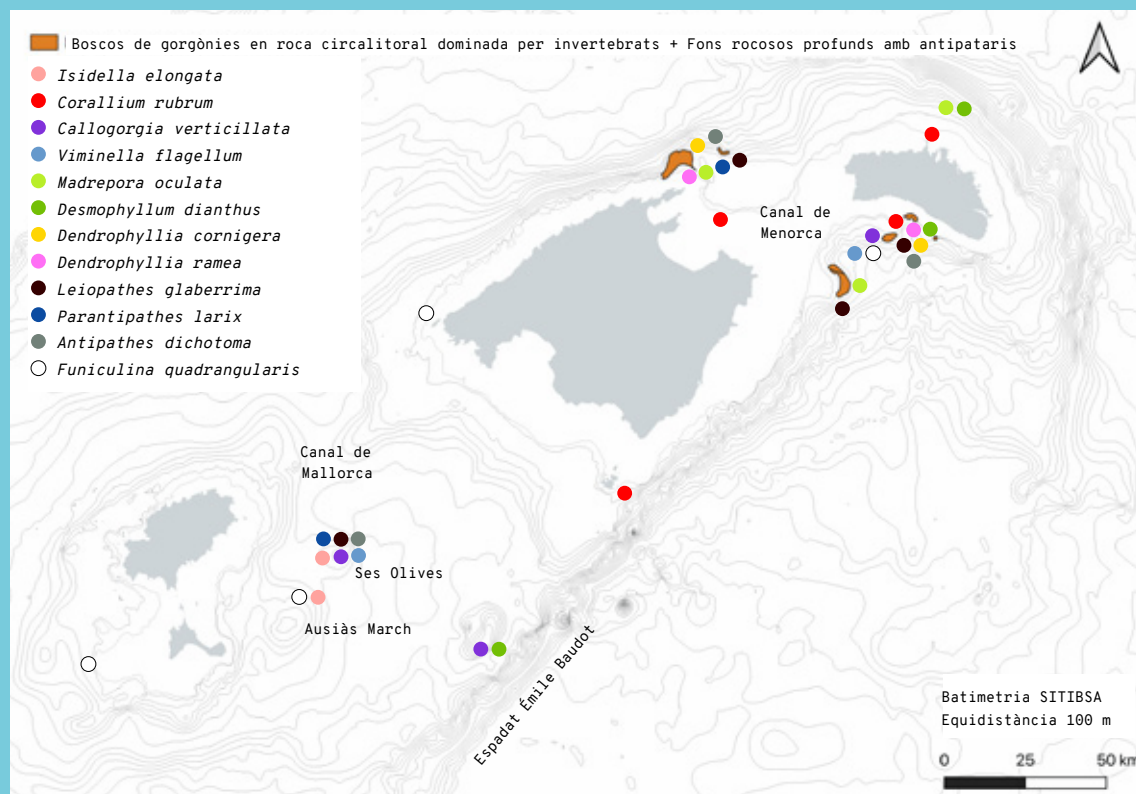 Boscos de gorgònies en roca circalitoral dominada per invertebrats + Fons rocosos profunds amb antipataris
Isidella elongata
Corallium rubrum
Callogorgia verticillata
Viminella flagellum
Madrepora oculata
Desmophyllum dianthus
Dendrophyllia cornigera
Dendrophyllia ramea
Leiopathes glaberrima
Parantipathes larix
Antipathes dichotoma
Funiculina quadrangularis
Canal de
Menorca
Canal de
Mallorca
Ses Olives
Ausiàs March
Espadat Émile Baudot
Batimetria SITIBSA
Equidistància 100 m
0 25 50 km